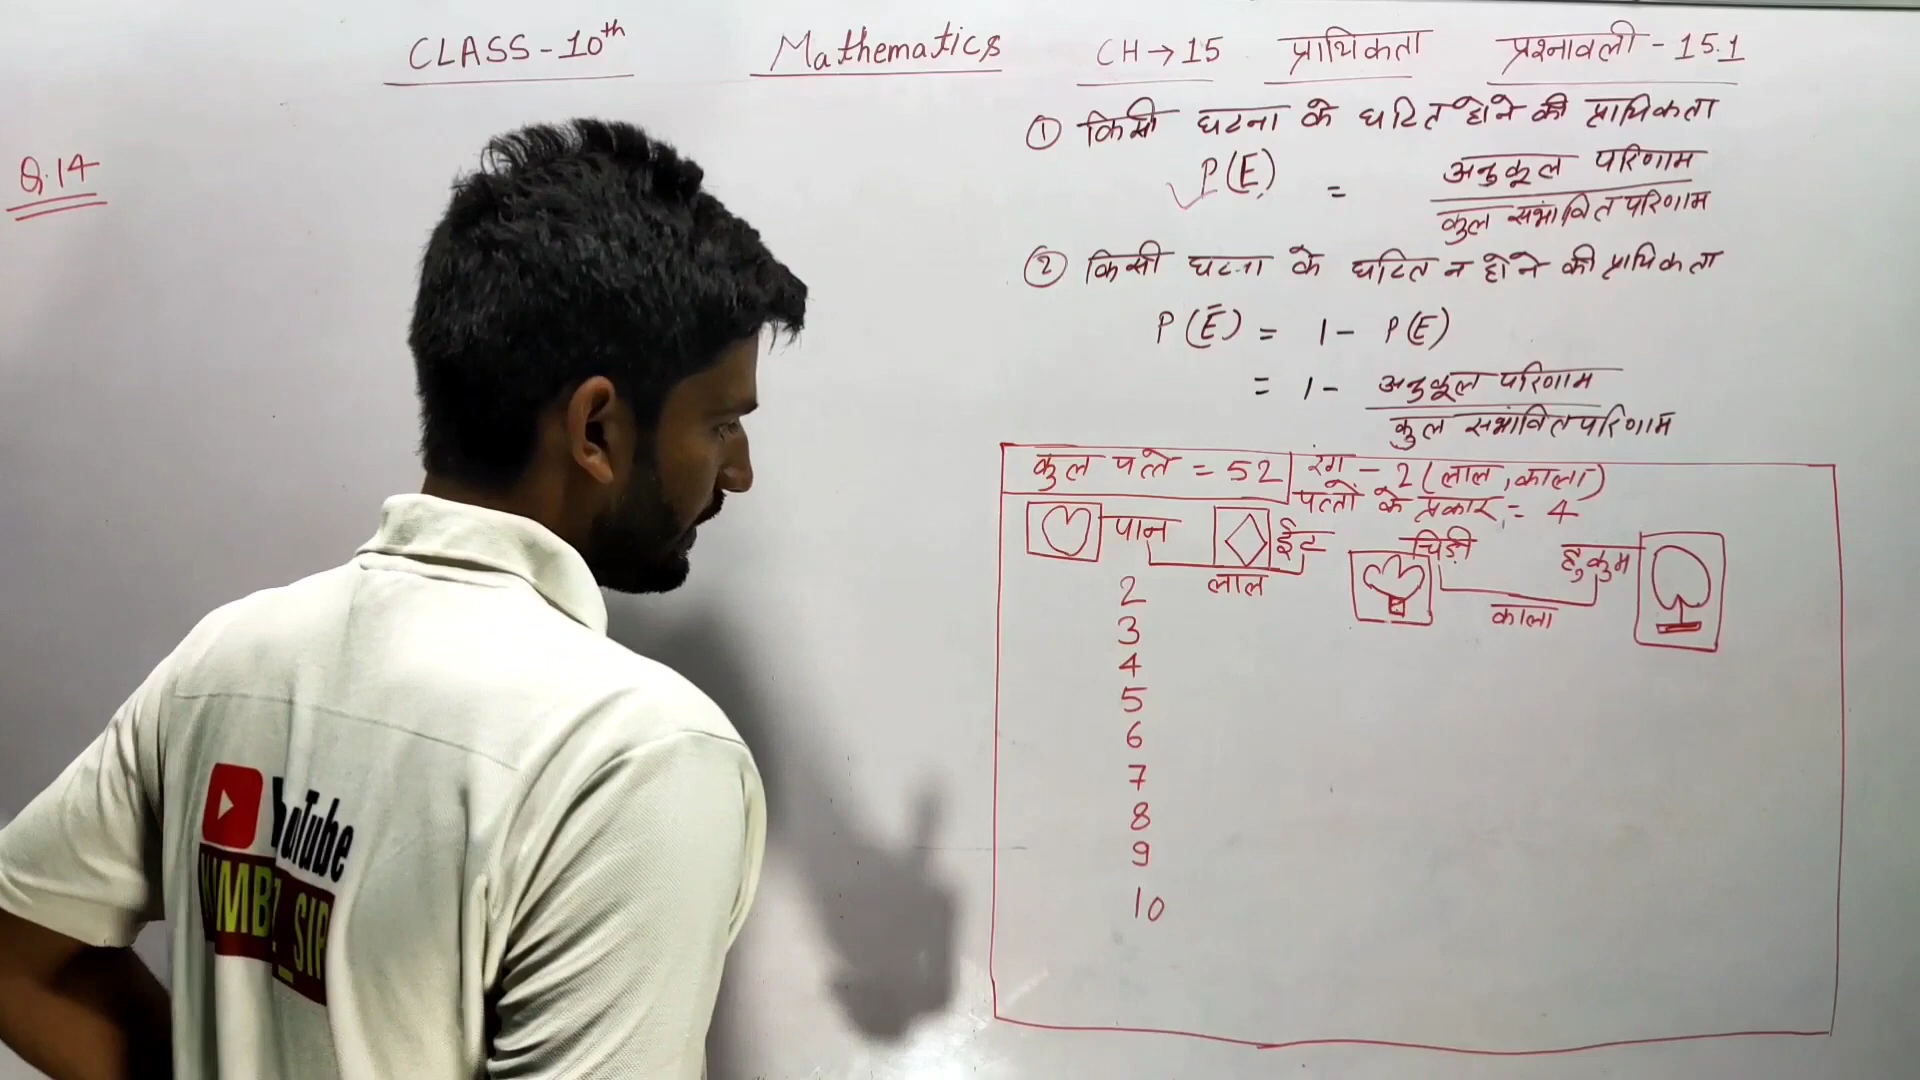 CLASS - 10th Mathematics CH → 15 प्रायिकता प्रश्नावली - 15.1
Q.14
① किसी घटना के घटित होने की प्रायिकता
P(E) = अनुकूल परिणाम
कुल संभावित परिणाम
② किसी घटना के घटित न होने की प्रायिकता
P(Ē) = 1 - P(E)
= 1 - अनुकूल परिणाम
कुल संभावित परिणाम
कुल पत्ते = 52 रंग - 2 (लाल, काला)
पत्तों के प्रकार = 4
पान ईंट चिड़ी हुकुम
लाल काला
2
3
4
5
6
7
8
9
10
YouTube
SIR